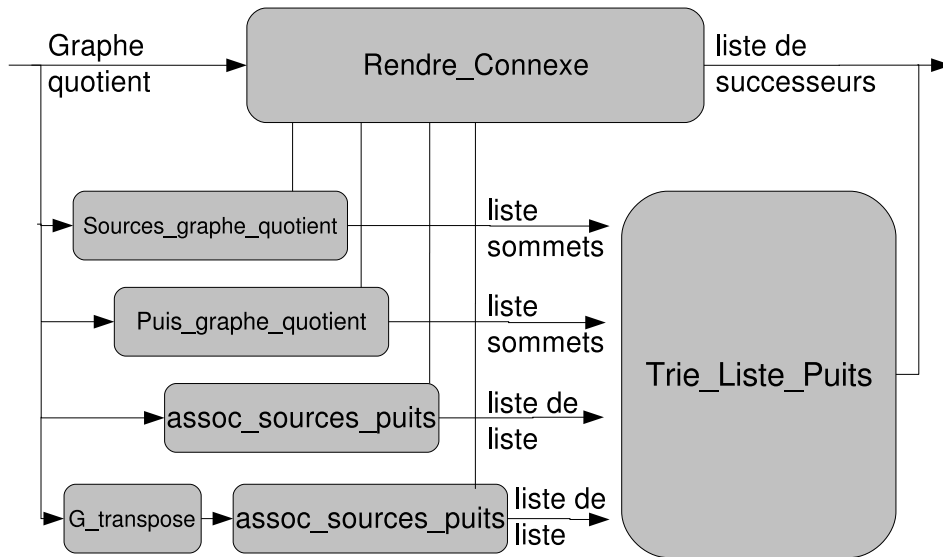 Graphe
quotient
Rendre_Connexe
liste de
successeurs
Sources_graphe_quotient
liste
sommets
Puis_graphe_quotient
liste
sommets
Trie_Liste_Puits
assoc_sources_puits
liste de
liste
G_transpose
assoc_sources_puits
liste de
liste